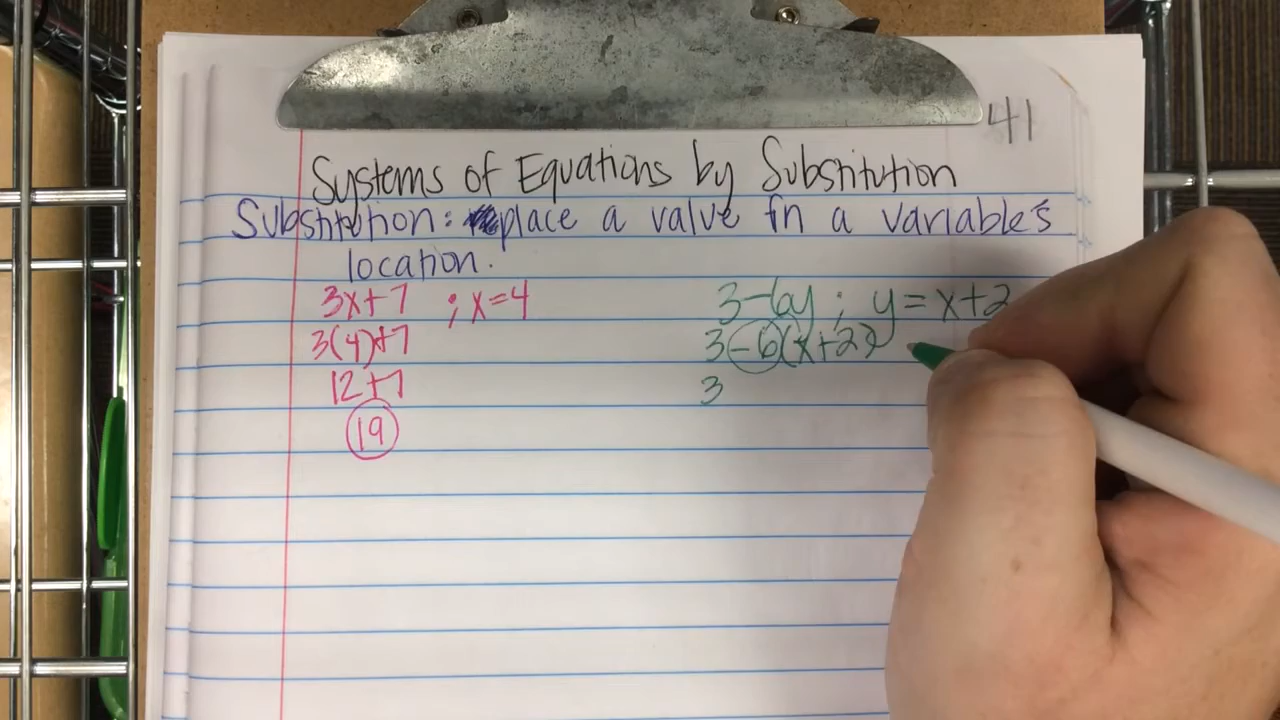 41
Systems of Equations by Substitution
Substitution: place a value in a variable's
location.
3x+7 ; x=4
3(4)+7
12+7
19
3-6y ; y=x+2
3-6(x+2)
3